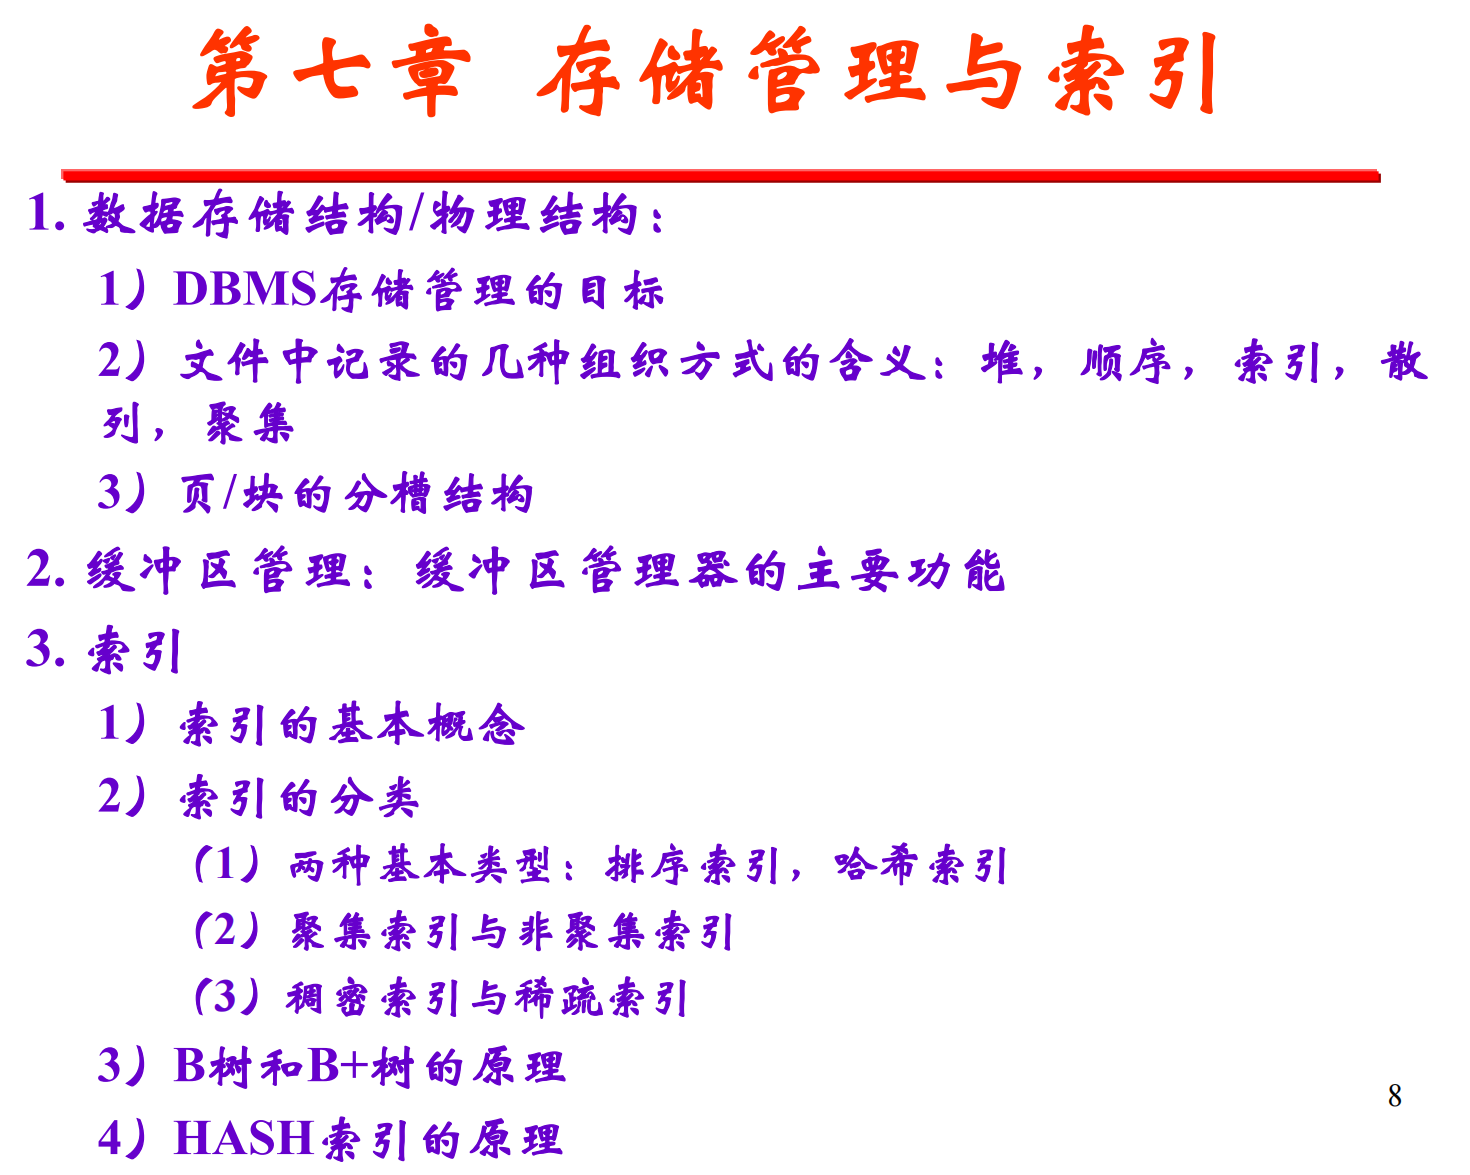 第七章 存储管理与索引
1. 数据存储结构/物理结构：
1）DBMS存储管理的目标
2）文件中记录的几种组织方式的含义：堆，顺序，索引，散
列，聚集
3）页/块的分槽结构
2. 缓冲区管理：缓冲区管理器的主要功能
3. 索引
1）索引的基本概念
2）索引的分类
（1）两种基本类型：排序索引，哈希索引
（2）聚集索引与非聚集索引
（3）稠密索引与稀疏索引
3）B树和B+树的原理
4）HASH索引的原理
8